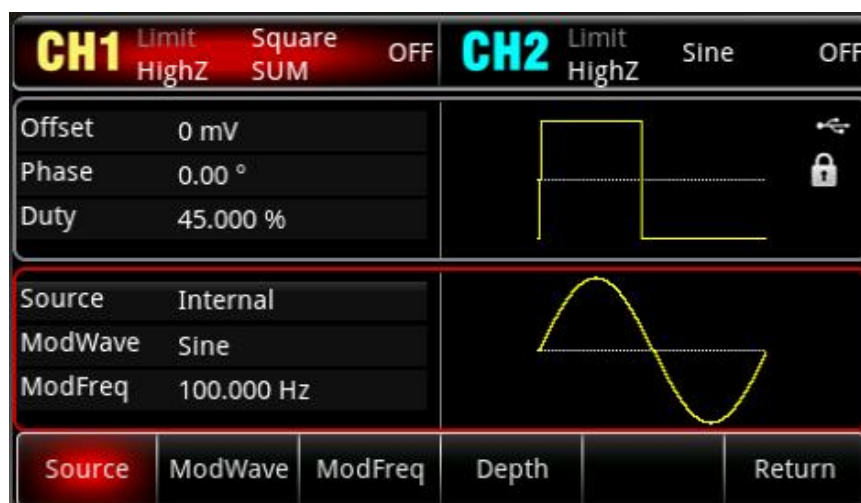 CH1 Limit Square OFF CH2 Limit Sine OFF
HighZ SUM HighZ
Offset 0 mV
Phase 0.00 °
Duty 45.000 %
Source Internal
ModWave Sine
ModFreq 100.000 Hz
Source ModWave ModFreq Depth Return